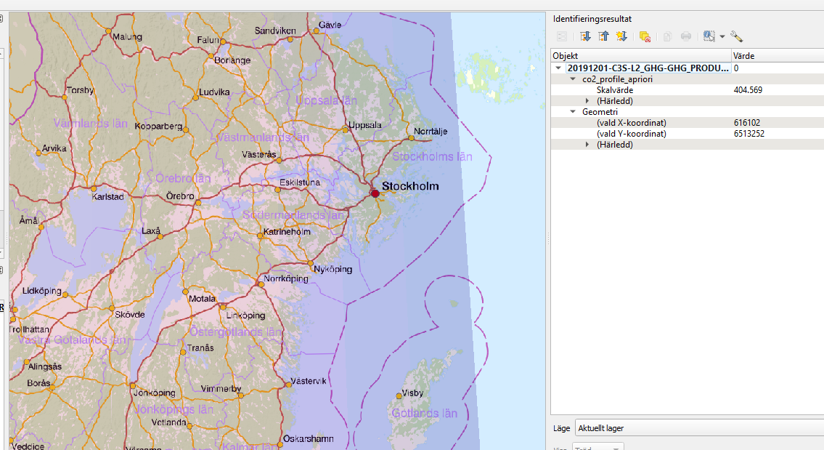 Gävle
Sandviken
Malung
Falun
Borlänge
Torsby
Ludvika
Uppsala län
Värmlands län
Kopparberg
Uppsala
Norrtälje
Västmanlands län
Arvika
Västerås
Stockholms län
Örebro län
Eskilstuna
Stockholm
Karlstad
Örebro
Södermanlands län
Åmål
Laxå
Katrineholm
Nyköping
Norrköping
Lidköping
Motala
Skövde
Linköping
Trollhättan
Västra Götalands län
Östergötlands län
Tranås
Alingsås
Borås
Jönköping
Vimmerby
Västervik
Visby
Jönköpings län
Gotlands län
Vetlanda
Oskarshamn
Kalmar län
Identifieringsresultat
Objekt Värde
20191201-C3S-L2_GHG-GHG_PRODU... 0
co2_profile_apriori
Skalvärde 404.569
(Härledd)
Geometri
(vald X-koordinat) 616102
(vald Y-koordinat) 6513252
(Härledd)
Läge Aktuellt lager